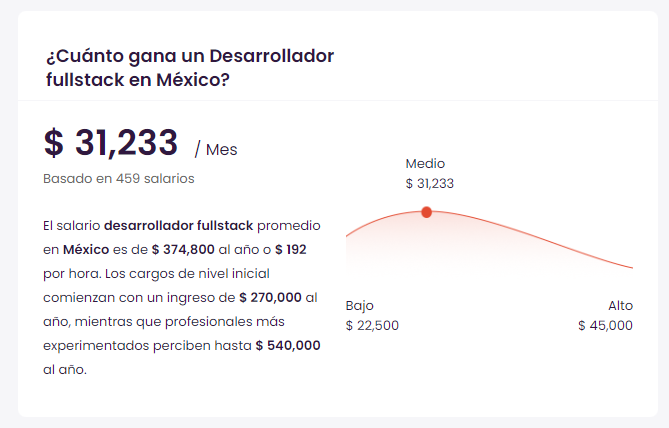 ¿Cuánto gana un Desarrollador
fullstack en México?
$ 31,233 / Mes
Basado en 459 salarios
El salario desarrollador fullstack promedio
en México es de $ 374,800 al año o $ 192
por hora. Los cargos de nivel inicial
comienzan con un ingreso de $ 270,000 al
año, mientras que profesionales más
experimentados perciben hasta $ 540,000
al año.
Medio
$ 31,233
Bajo
$ 22,500
Alto
$ 45,000